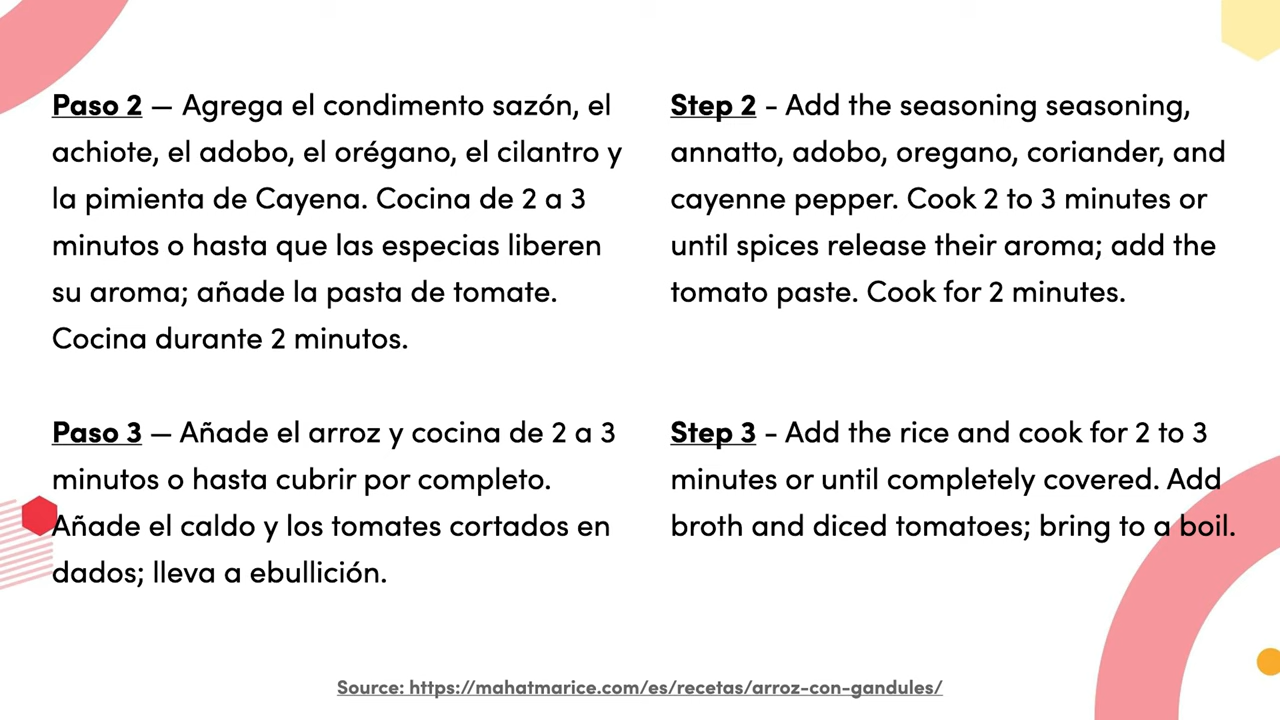 Paso 2 — Agrega el condimento sazón, el
achiote, el adobo, el orégano, el cilantro y
la pimienta de Cayena. Cocina de 2 a 3
minutos o hasta que las especias liberen
su aroma; añade la pasta de tomate.
Cocina durante 2 minutos.
Paso 3 — Añade el arroz y cocina de 2 a 3
minutos o hasta cubrir por completo.
Añade el caldo y los tomates cortados en
dados; lleva a ebullición.
Step 2 - Add the seasoning seasoning,
annatto, adobo, oregano, coriander, and
cayenne pepper. Cook 2 to 3 minutes or
until spices release their aroma; add the
tomato paste. Cook for 2 minutes.
Step 3 - Add the rice and cook for 2 to 3
minutes or until completely covered. Add
broth and diced tomatoes; bring to a boil.
Source: https://mahatmarice.com/es/recetas/arroz-con-gandules/